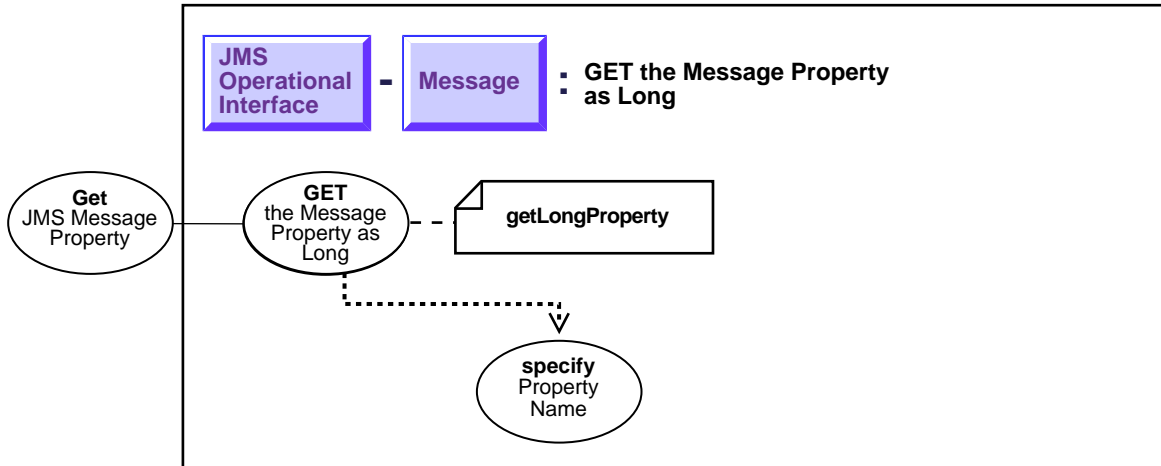 JMS
Operational
Interface
-
Message
:
GET the Message Property
as Long
Get
JMS Message
Property
GET
the Message
Property as
Long
getLongProperty
specify
Property
Name